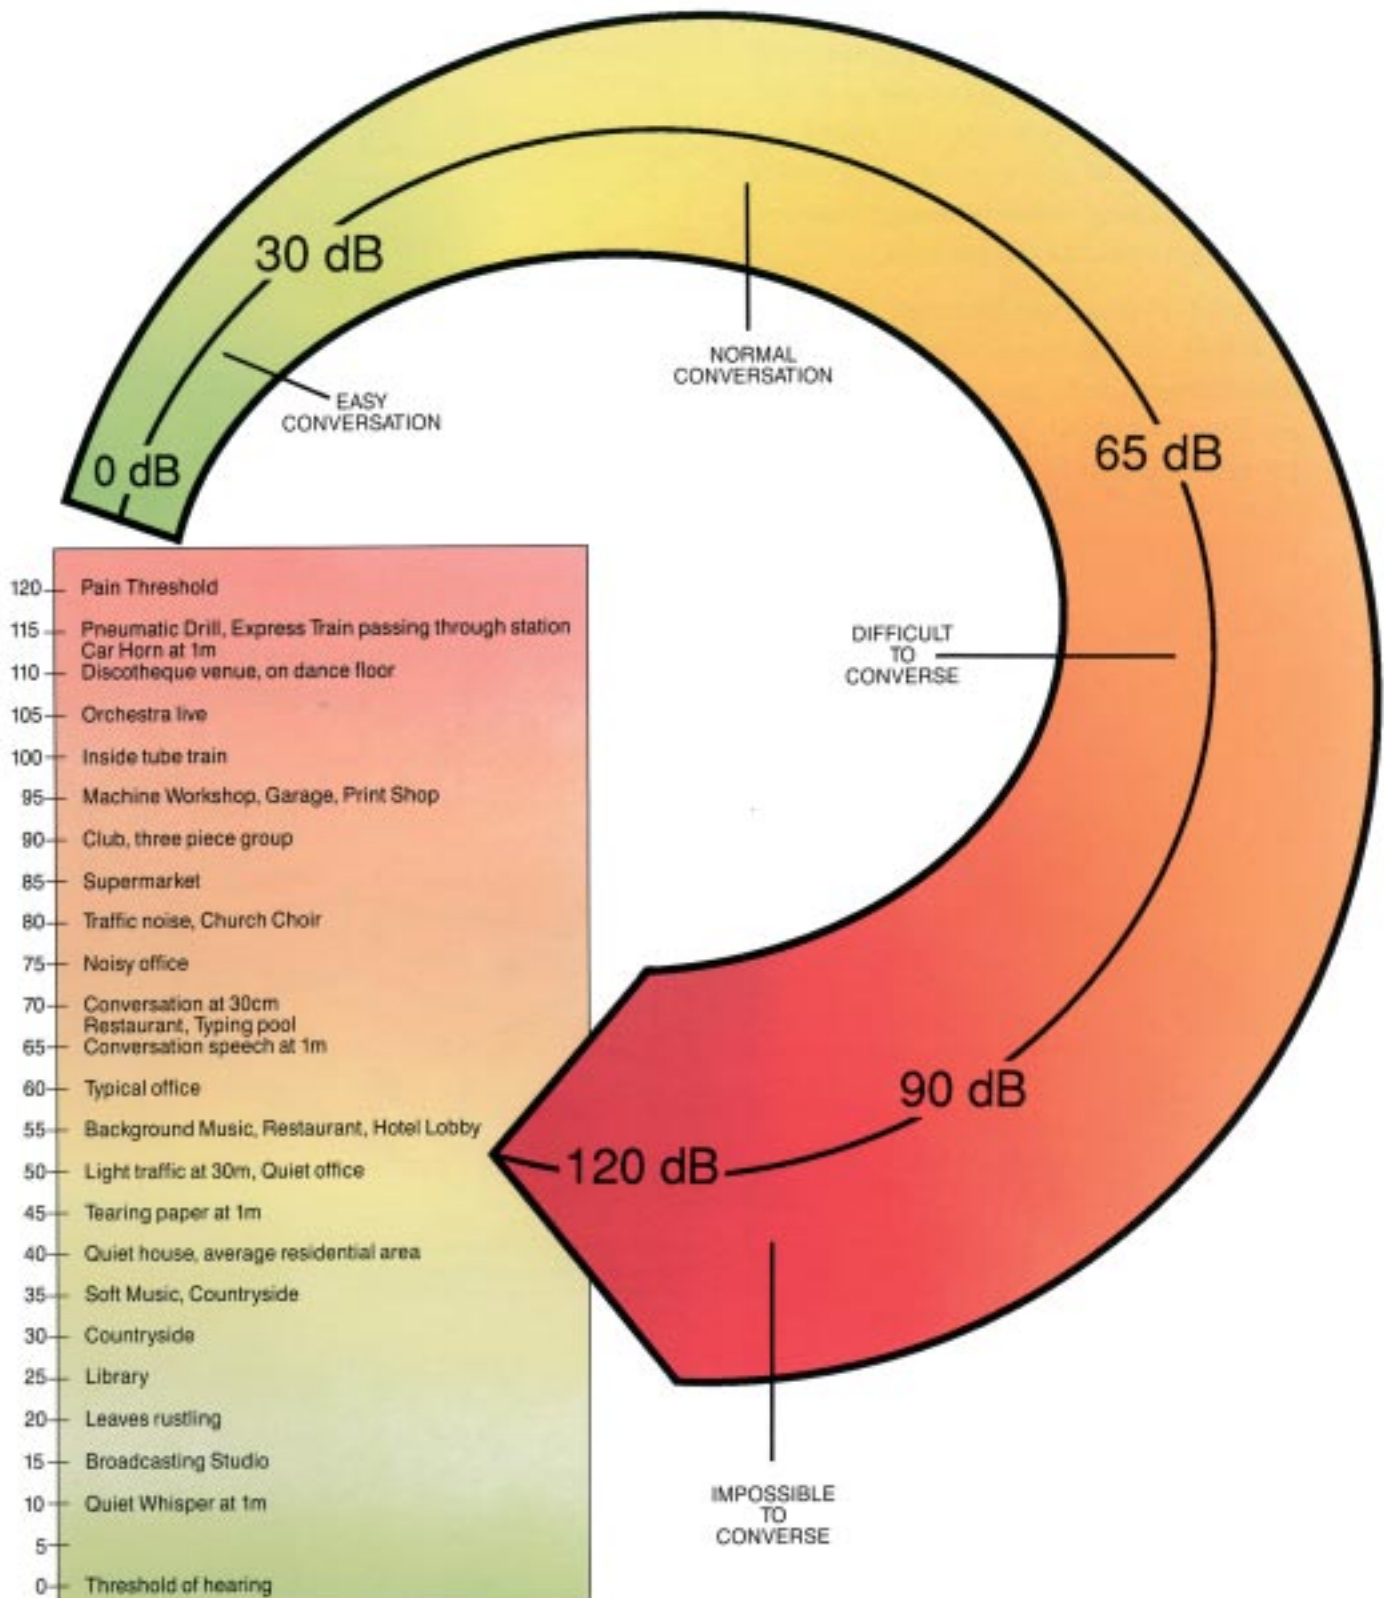 30 dB
NORMAL
CONVERSATION
EASY
CONVERSATION
0 dB
65 dB
DIFFICULT
TO
CONVERSE
90 dB
120 dB
IMPOSSIBLE
TO
CONVERSE
120 Pain Threshold
115 Pneumatic Drill, Express Train passing through station
Car Horn at 1m
110 Discotheque venue, on dance floor
105 Orchestra live
100 Inside tube train
95 Machine Workshop, Garage, Print Shop
90 Club, three piece group
85 Supermarket
80 Traffic noise, Church Choir
75 Noisy office
70 Conversation at 30cm
Restaurant, Typing pool
65 Conversation speech at 1m
60 Typical office
55 Background Music, Restaurant, Hotel Lobby
50 Light traffic at 30m, Quiet office
45 Tearing paper at 1m
40 Quiet house, average residential area
35 Soft Music, Countryside
30 Countryside
25 Library
20 Leaves rustling
15 Broadcasting Studio
10 Quiet Whisper at 1m
5
0 Threshold of hearing